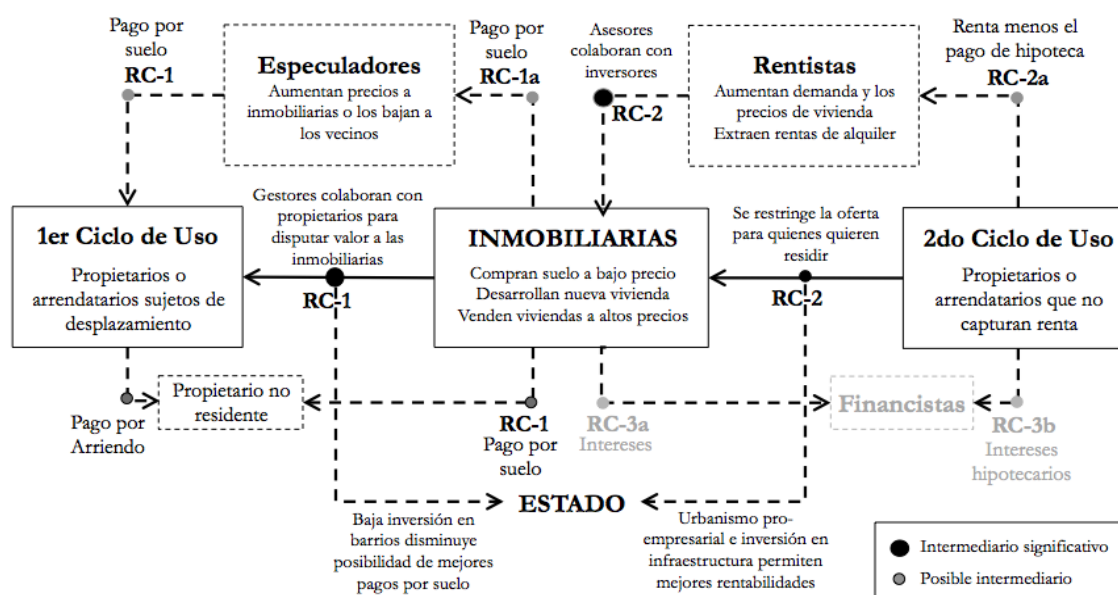 Pago por
suelo
RC-1
Especuladores
Aumentan precios a
inmobiliarias o los bajan a
los vecinos
Pago por
suelo
RC-1a
Asesores
colaboran con
inversores
RC-2
Rentistas
Aumentan demanda y los
precios de vivienda
Extraen rentas de alquiler
Renta menos el
pago de hipoteca
RC-2a
1er Ciclo de Uso
Propietarios o
arrendatarios sujetos de
desplazamiento
Gestores colaboran con
propietarios para
disputar valor a las
inmobiliarias
RC-1
INMOBILIARIAS
Compran suelo a bajo precio
Desarrollan nueva vivienda
Venden viviendas a altos precios
Se restringe la oferta
para quienes quieren
residir
RC-2
2do Ciclo de Uso
Propietarios o
arrendatarios que no
capturan renta
Pago por
Arriendo
Propietario no
residente
RC-1
Pago por
suelo
RC-3a
Intereses
Financistas
RC-3b
Intereses
hipotecarios
ESTADO
Baja inversión en
barrios disminuye
posibilidad de mejores
pagos por suelo
Urbanismo pro-
empresarial e inversión en
infraestructura permiten
mejores rentabilidades
Intermediario significativo
Posible intermediario